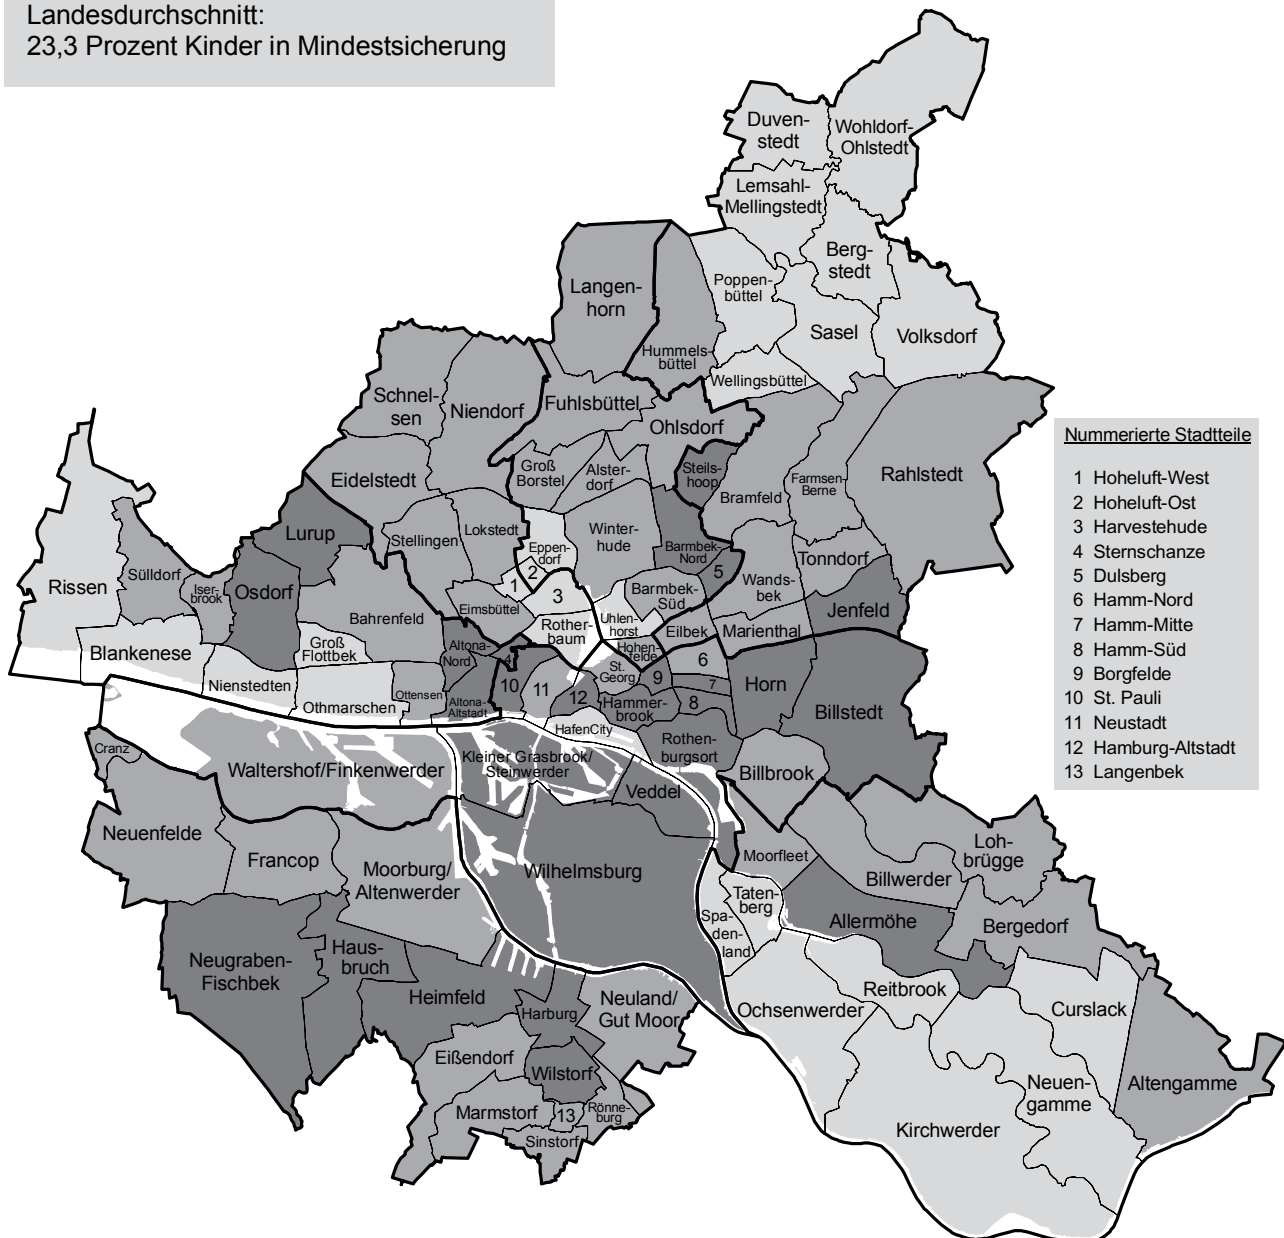 Landesdurchschnitt:
23,3 Prozent Kinder in Mindestsicherung
Duven-
stedt
Wohldorf-
Ohlstedt
Lemsahl-
Mellingstedt
Berg-
stedt
Poppen-
büttel
Sasel
Volksdorf
Wellingsbüttel
Langen-
horn
Hummels-
büttel
Schnel-
sen
Niendorf
Fuhlsbüttel
Ohlsdorf
Eidelstedt
Groß
Borstel
Alster-
dorf
Steils-
hoop
Bramfeld
Farmsen-
Berne
Rahlstedt
Lurup
Stellingen
Lokstedt
Eppen-
dorf
Winter-
hude
Barmbek-
Nord
5
Tonndorf
Wands-
bek
Jenfeld
Rissen
Sülldorf
Iser-
brook
Osdorf
Bahrenfeld
Eimsbüttel
1
2
3
Barmbek-
Süd
Uhlen-
horst
Rother-
baum
Eilbek
Marienthal
Blankenese
Groß
Flottbek
Altona-
Nord
4
Hohen-
felde
6
St.
Georg
9
7
Horn
Billstedt
Nienstedten
Othmarschen
Ottensen
Altona-
Altstadt
10
11
12
Hammer-
brook
8
HafenCity
Rothen-
burgsort
Cranz
Waltershof/Finkenwerder
Kleiner Grasbrook/
Steinwerder
Veddel
Billbrook
Neuenfelde
Francop
Moorburg/
Altenwerder
Wilhelmsburg
Moorfleet
Billwerder
Loh-
brügge
Tatenberg-
berg
Spa-
den-
land
Allermöhe
Bergedorf
Neugraben-
Fischbek
Haus-
bruch
Heimfeld
Harburg
Neuland/
Gut Moor
Ochsenwerder
Reitbrook
Curslack
Eißendorf
Wilstorf
Neuen-
gamme
Altengamme
Marmstorf
13
Rönne-
burg
Sinstorf
Kirchwerder
Nummerierte Stadtteile
1 Hoheluft-West
2 Hoheluft-Ost
3 Harvestehude
4 Sternschanze
5 Dulsberg
6 Hamm-Nord
7 Hamm-Mitte
8 Hamm-Süd
9 Borgfelde
10 St. Pauli
11 Neustadt
12 Hamburg-Altstadt
13 Langenbek